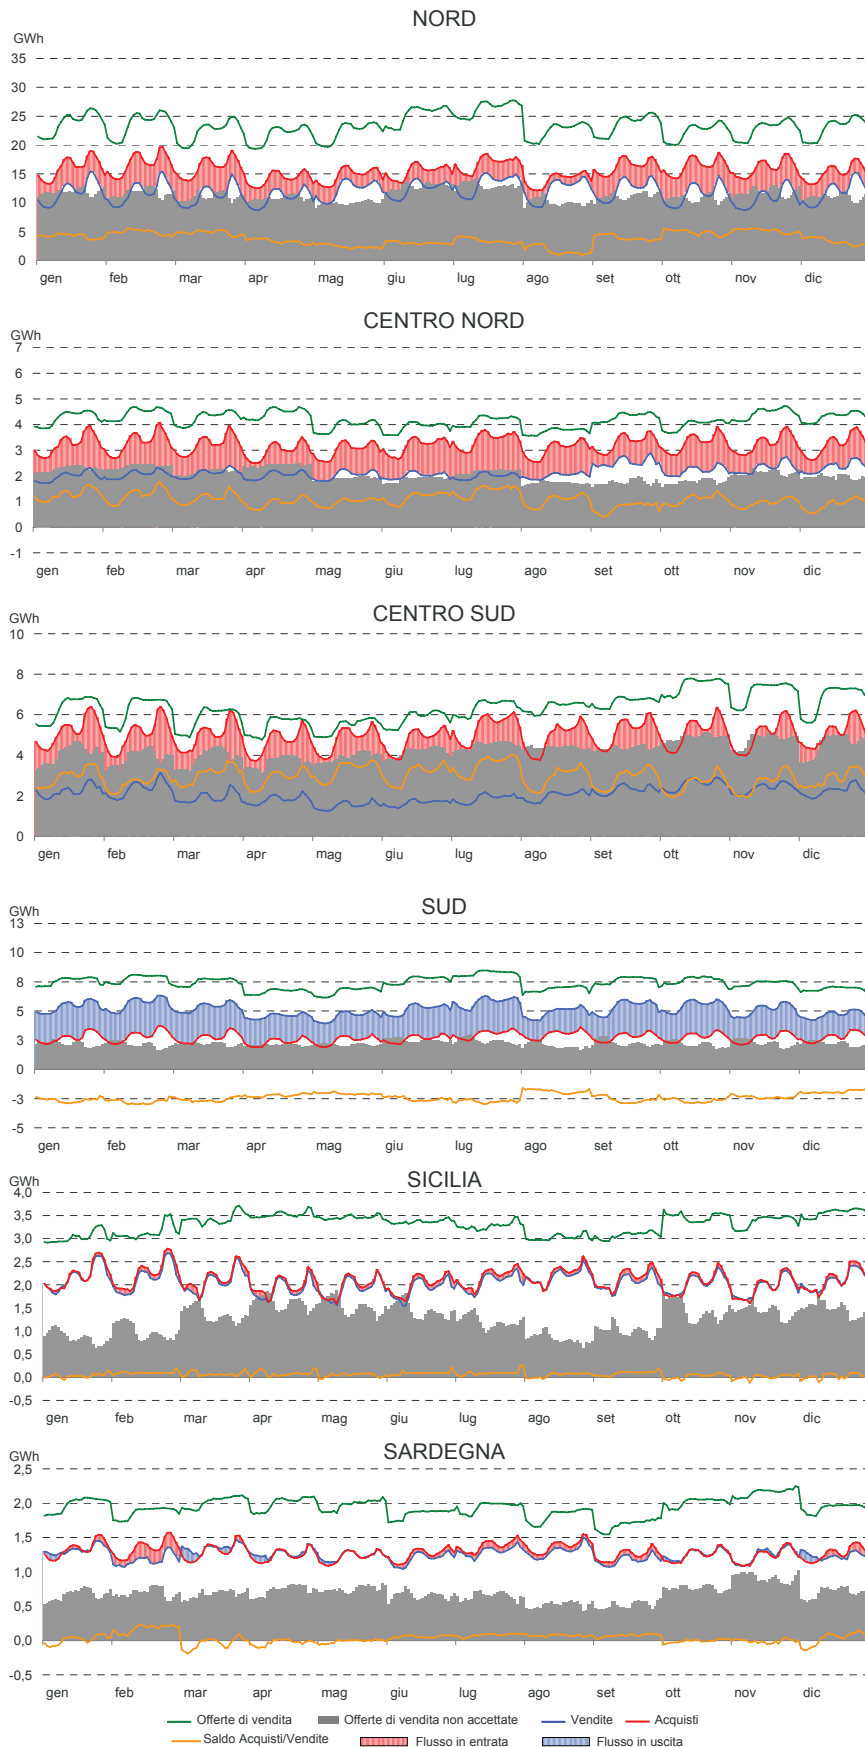 NORD
GWh
35
30
25
20
15
10
5
0
gen feb mar apr mag giu lug ago set ott nov dic
CENTRO NORD
GWh
7
6
5
4
3
2
1
0
-1
gen feb mar apr mag giu lug ago set ott nov dic
CENTRO SUD
GWh
10
8
6
4
2
0
gen feb mar apr mag giu lug ago set ott nov dic
SUD
GWh
13
10
8
5
3
0
-3
-5
gen feb mar apr mag giu lug ago set ott nov dic
SICILIA
GWh
4,0
3,5
3,0
2,5
2,0
1,5
1,0
0,5
0,0
-0,5
gen feb mar apr mag giu lug ago set ott nov dic
SARDEGNA
GWh
2,5
2,0
1,5
1,0
0,5
0,0
-0,5
gen feb mar apr mag giu lug ago set ott nov dic
Offerte di vendita Offerte di vendita non accettate Vendite Acquisti
Saldo Acquisti/Vendite Flusso in entrata Flusso in uscita